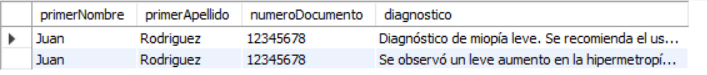 primerNombre primerApellido numeroDocumento diagnostico
Juan Rodriguez 12345678 Diagnóstico de miopía leve. Se recomienda el us...
Juan Rodriguez 12345678 Se observó un leve aumento en la hipermetropí...